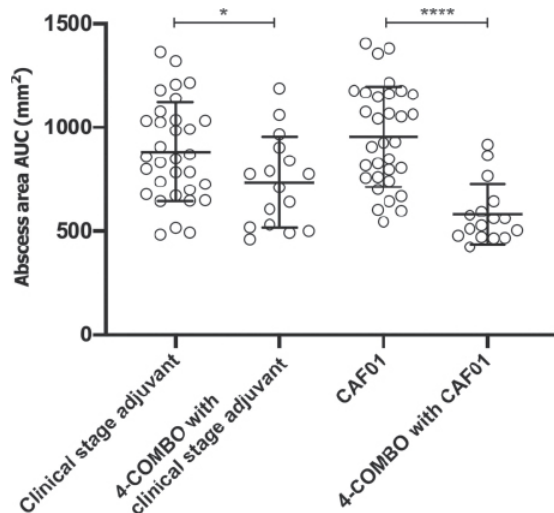 *
****
1500
1000
500
0
Abscess area AUC (mm²)
Clinical stage adjuvant
4-COMBO with
clinical stage adjuvant
CAF01
4-COMBO with CAF01